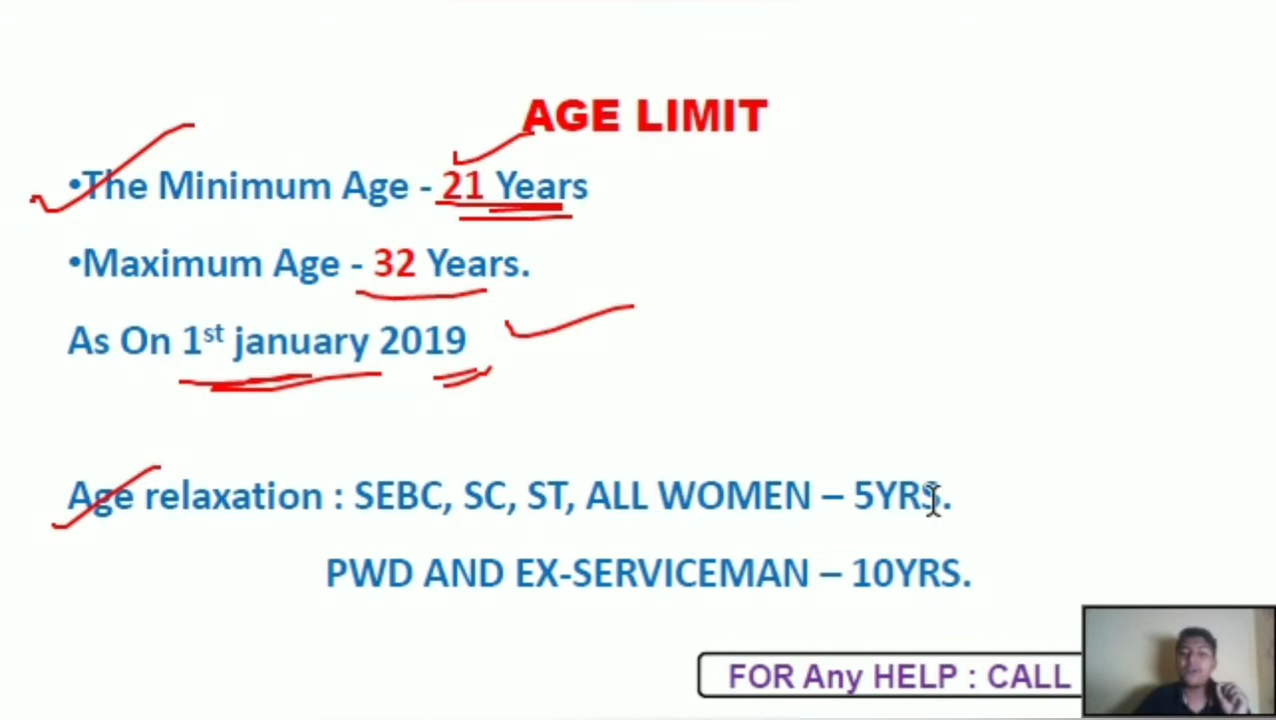 AGE LIMIT
•The Minimum Age - 21 Years
•Maximum Age - 32 Years.
As On 1st january 2019
Age relaxation : SEBC, SC, ST, ALL WOMEN – 5YRS.
PWD AND EX-SERVICEMAN – 10YRS.
FOR Any HELP : CALL